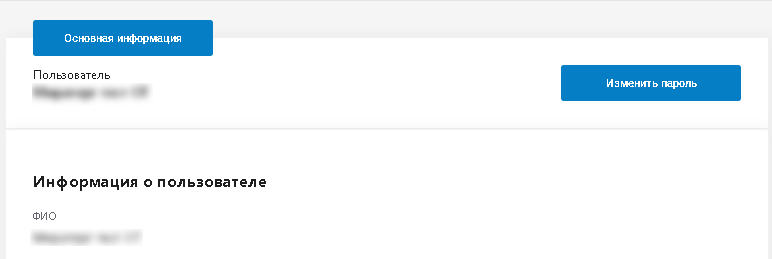 Основная информация
Пользователь
Изменить пароль
Информация о пользователе
ФИО